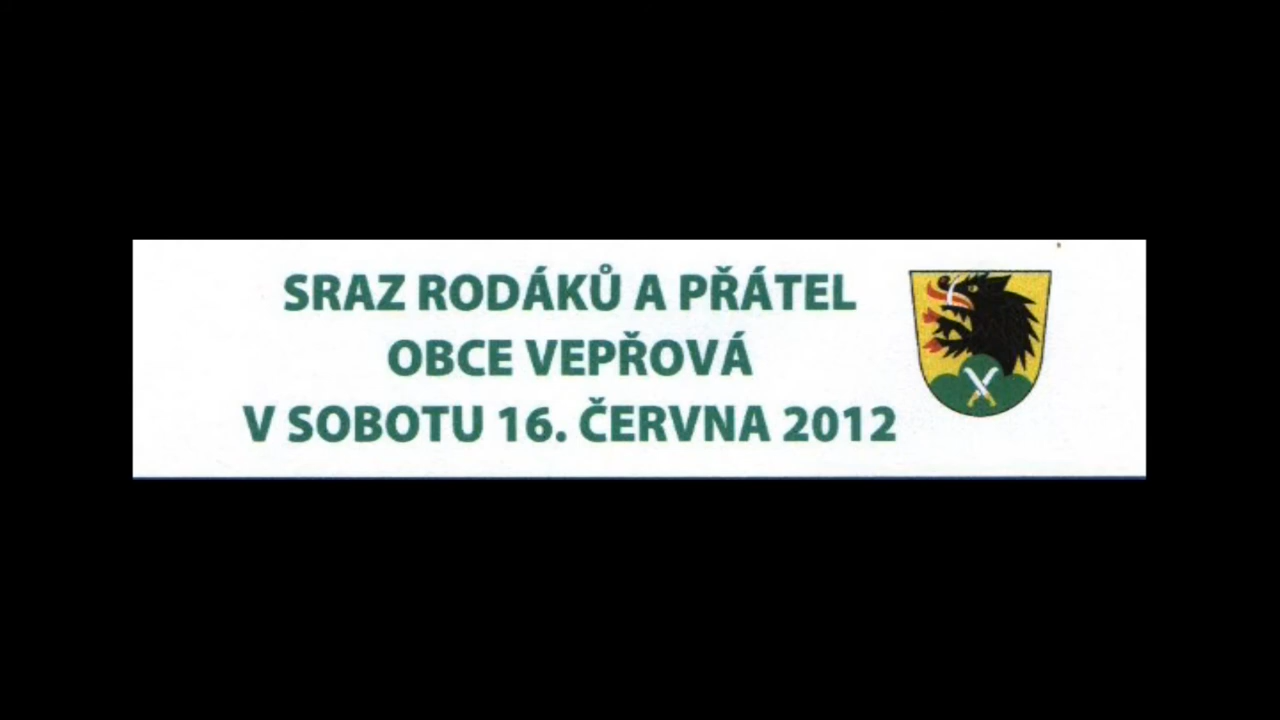 SRAZ RODÁKŮ A PŘÁTEL
OBCE VEPŘOVÁ
V SOBOTU 16. ČERVNA 2012